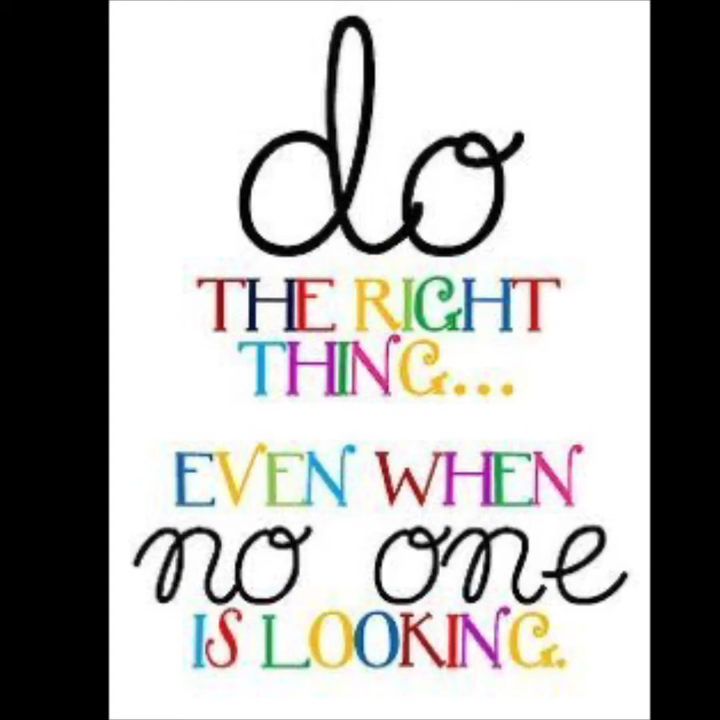 do
THE RIGHT
THING...
EVEN WHEN
no one
IS LOOKING.